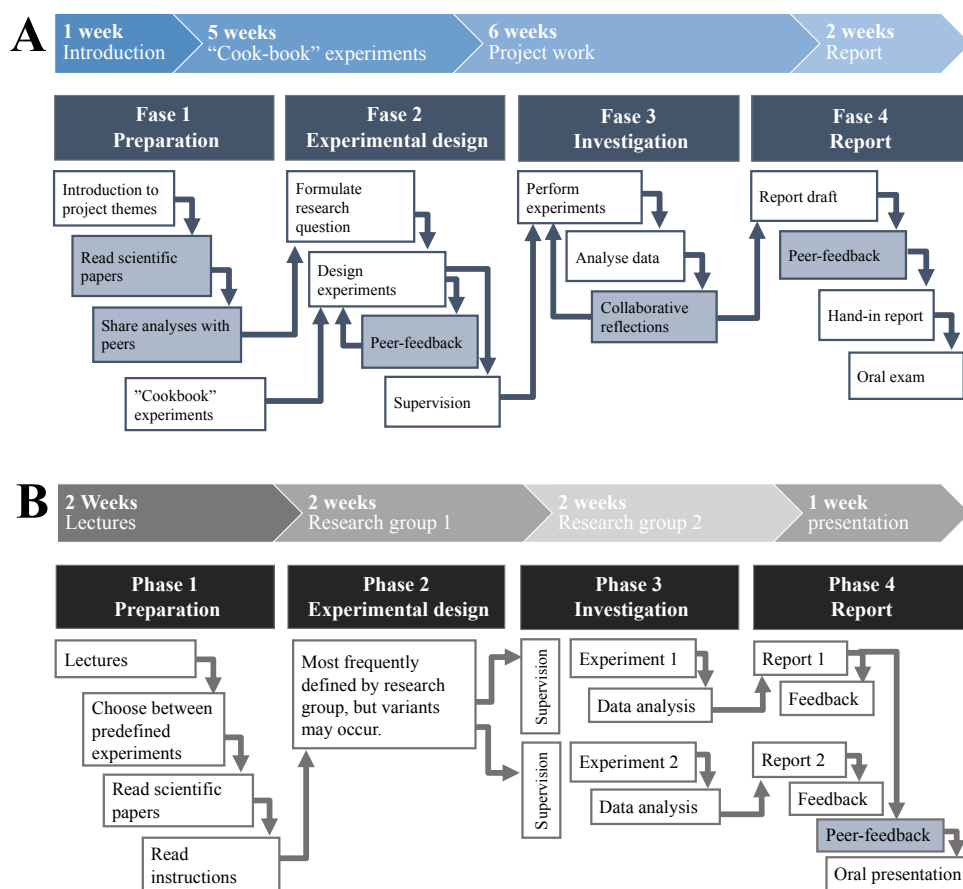 A
1 week
Introduction
5 weeks
“Cook-book” experiments
6 weeks
Project work
2 weeks
Report
Fase 1
Preparation
Fase 2
Experimental design
Fase 3
Investigation
Fase 4
Report
Introduction to
project themes
Read scientific
papers
Share analyses with
peers
”Cookbook”
experiments
Formulate
research
question
Design
experiments
Peer-feedback
Supervision
Perform
experiments
Analyse data
Collaborative
reflections
Report draft
Peer-feedback
Hand-in report
Oral exam
B
2 Weeks
Lectures
2 weeks
Research group 1
2 weeks
Research group 2
1 week
presentation
Phase 1
Preparation
Phase 2
Experimental design
Phase 3
Investigation
Phase 4
Report
Lectures
Choose between
predefined
experiments
Read scientific
papers
Read
instructions
Most frequently
defined by research
group, but variants
may occur.
Supervision
Experiment 1
Data analysis
Report 1
Feedback
Supervision
Experiment 2
Data analysis
Report 2
Feedback
Peer-feedback
Oral presentation